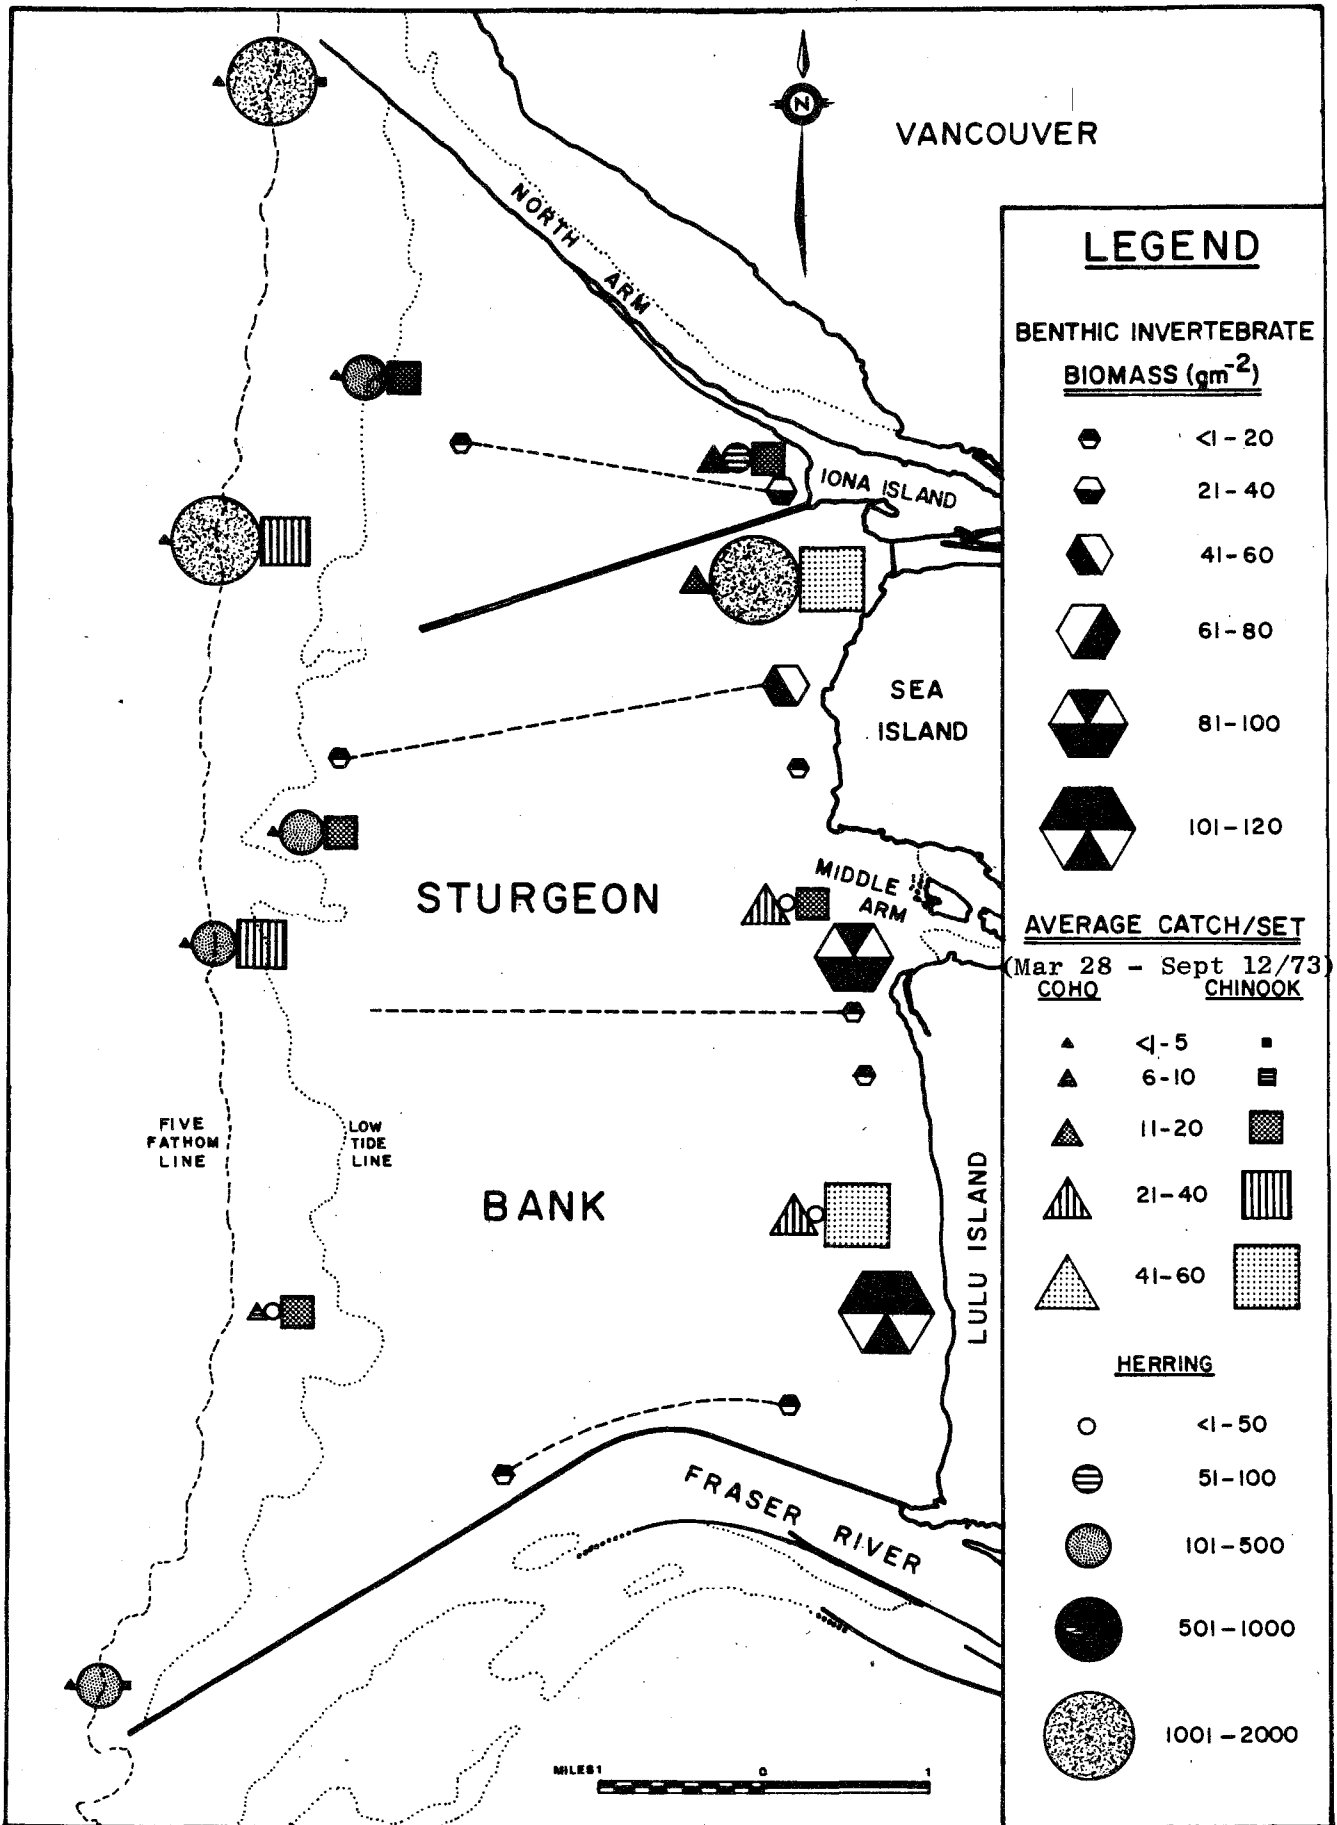 N
VANCOUVER
NORTH ARM
IONA ISLAND
SEA
ISLAND
MIDDLE
ARM
STURGEON
BANK
FIVE
FATHOM
LINE
LOW
TIDE
LINE
LULU ISLAND
FRASER RIVER
MILES 1 0 1
LEGEND
BENTHIC INVERTEBRATE
BIOMASS (gm⁻²)
<1-20
21-40
41-60
61-80
81-100
101-120
AVERAGE CATCH/SET
(Mar 28 - Sept 12/73)
COHO CHINOOK
<1-5
6-10
11-20
21-40
41-60
HERRING
<1-50
51-100
101-500
501-1000
1001-2000